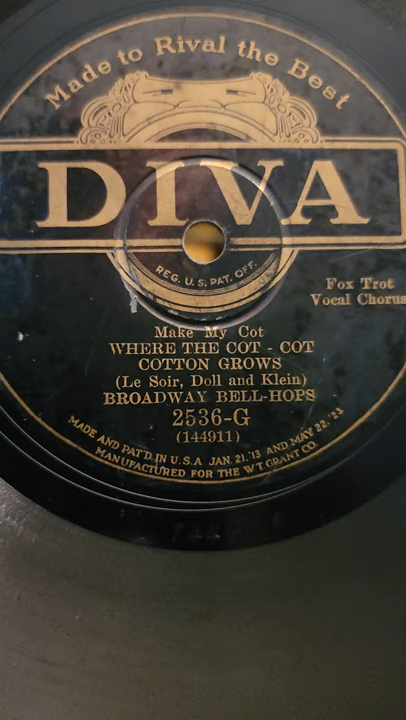 Made to Rival the Best
DIVA
REG. U.S. PAT. OFF.
Fox Trot
Vocal Chorus
Make My Cot
WHERE THE COT - COT
COTTON GROWS
(Le Soir, Doll and Klein)
BROADWAY BELL-HOPS
2536-G
(144911)
MADE AND PAT'D. IN U.S.A. JAN. 21, '13 AND MAY 22, '23
MANUFACTURED FOR THE W.T. GRANT CO.